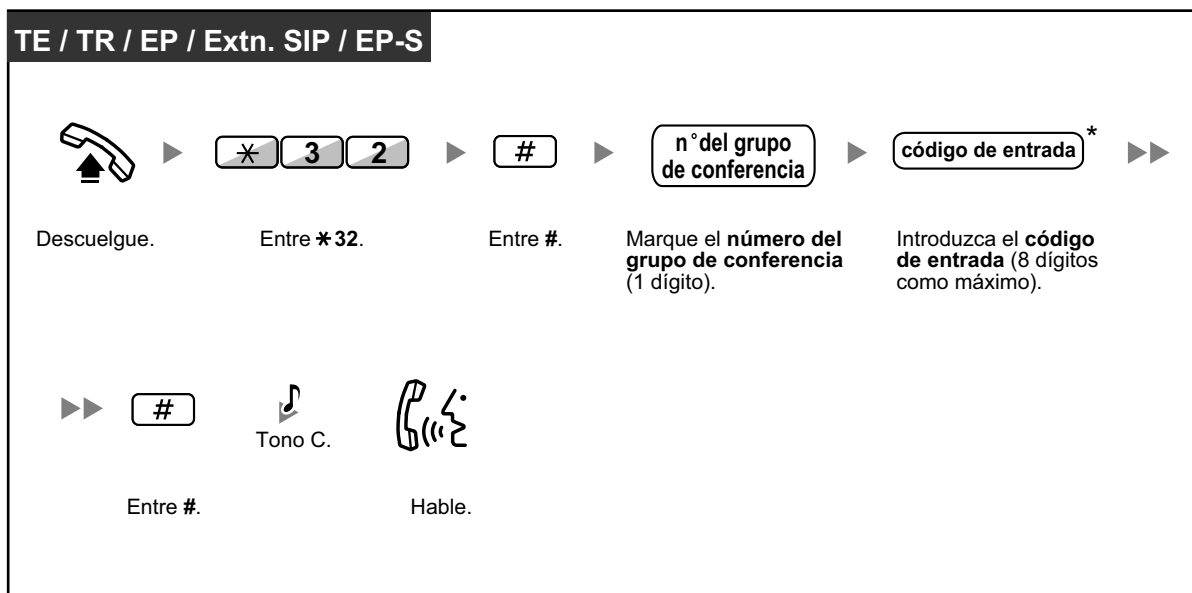 TE / TR / EP / Extn. SIP / EP-S
* 3 2
#
n°del grupo
de conferencia
código de entrada *
Descuelgue.
Entre *32.
Entre #.
Marque el número del
grupo de conferencia
(1 dígito).
Introduzca el código
de entrada (8 dígitos
como máximo).
#
Tono C.
Entre #.
Hable.